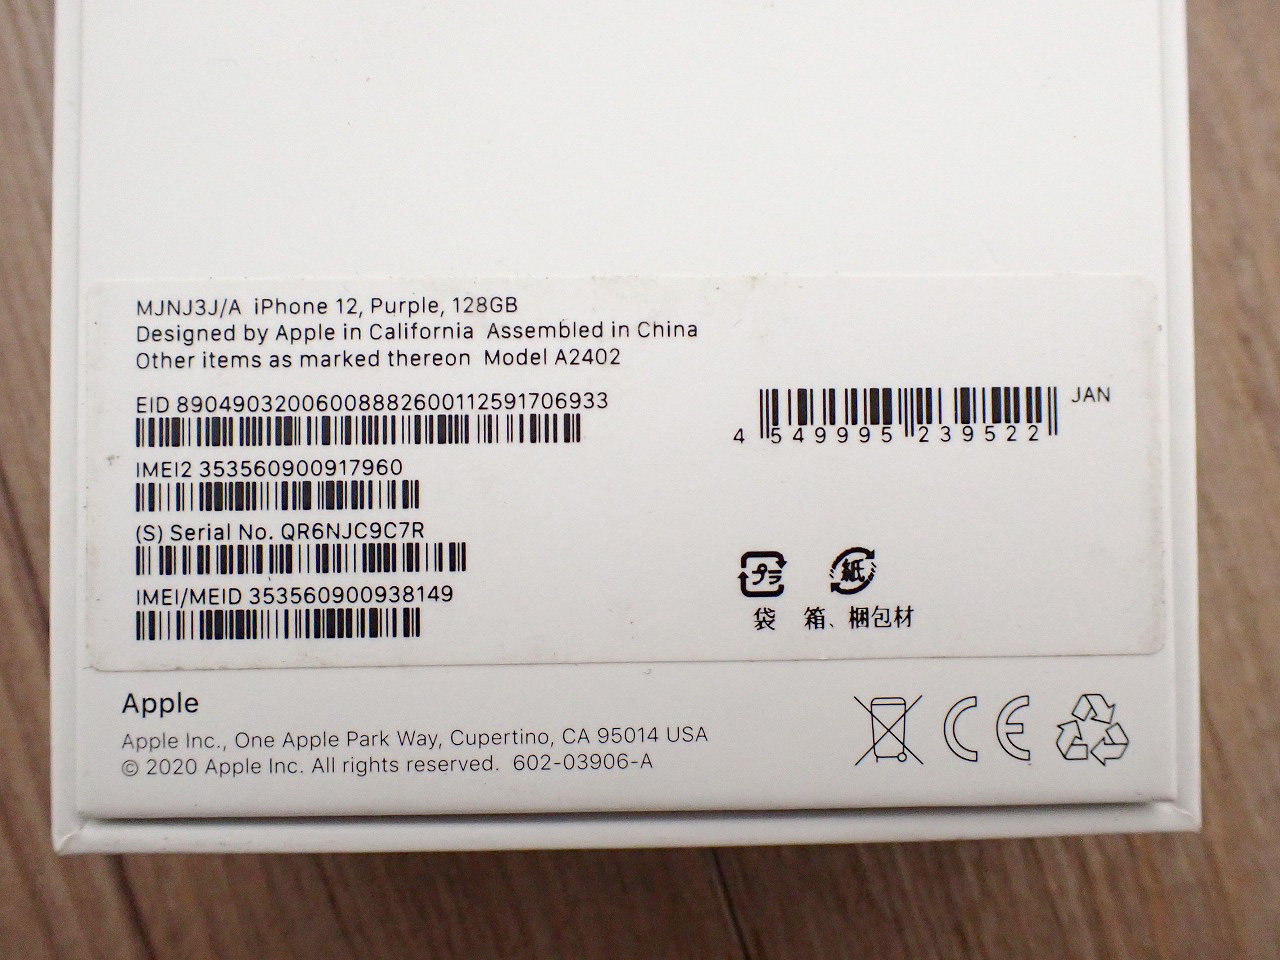 MJNJ3J/A iPhone 12, Purple, 128GB
Designed by Apple in California Assembled in China
Other items as marked thereon Model A2402
EID 89049032006008882600112591706933
IMEI2 353560900917960
(S) Serial No. QR6NJC9C7R
IMEI/MEID 353560900938149
JAN
4 549995 239522
プラ
紙
袋 箱、梱包材
Apple
Apple Inc., One Apple Park Way, Cupertino, CA 95014 USA
© 2020 Apple Inc. All rights reserved. 602-03906-A
CE